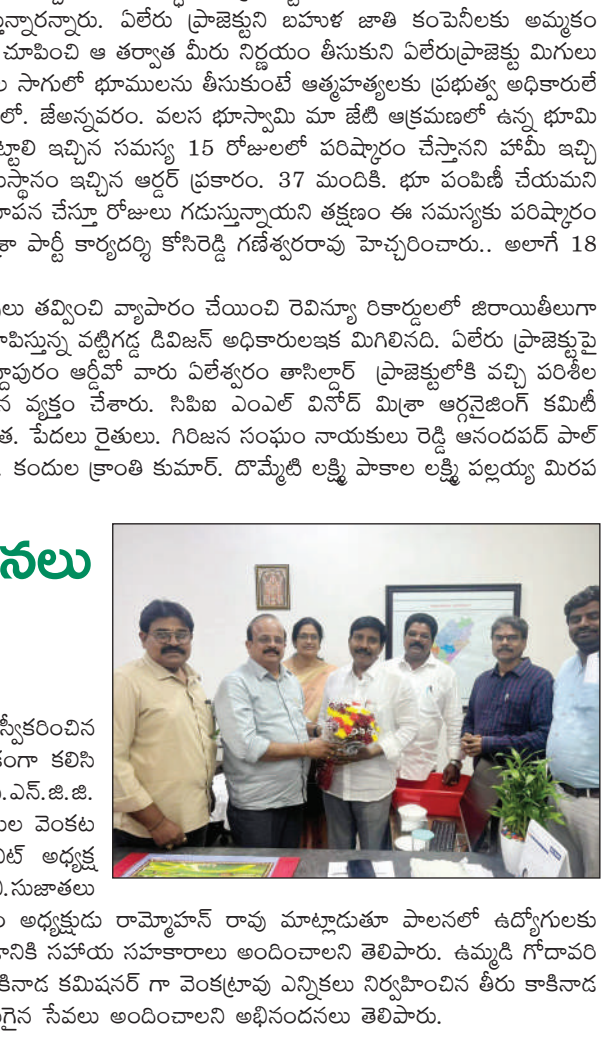 న్నారన్నారు. ఏలేరు ప్రాజెక్టుని బహుళ జాతి కంపెనీలకు అమ్మకం
చూపించి ఆ తర్వాత మీరు నిర్ణయం తీసుకుని ఏలేరుప్రాజెక్టు మిగులు
ల సాగులో భూములను తీసుకుంటే ఆత్మహత్యలకు ప్రభుత్వ అధికారులే
లో. జేఅన్నవరం. వలస భూస్వామి మా జేటి ఆక్రమణలో ఉన్న భూమి
ట్టాలి ఇచ్చిన సమస్య 15 రోజులలో పరిష్కారం చేస్తానని హామీ ఇచ్చి
స్థానం ఇచ్చిన ఆర్డర్ ప్రకారం. 37 మందికి. భూ పంపిణీ చేయమని
పన చేస్తూ రోజులు గడుస్తున్నాయని తక్షణం ఈ సమస్యకు పరిష్కారం
శ్రా పార్టీ కార్యదర్శి కోసిరెడ్డి గణేశ్వరరావు హెచ్చరించారు.. అలాగే 18
లు తవ్వించి వ్యాపారం చేయించి రెవిన్యూ రికార్డులలో జిరాయితీలుగా
పిస్తున్న వట్టిగడ్డ డివిజన్ అధికారులఇక మిగిలినది. ఏలేరు ప్రాజెక్టుపై
ద్దాపురం ఆర్డీవో వారు ఏలేశ్వరం తాసిల్దార్ ప్రాజెక్టులోకి వచ్చి పరిశీల
న వ్యక్తం చేశారు. సిపిఐ ఎంఎల్ వినోద్ మిశ్రా ఆర్గనైజింగ్ కమిటీ
త. పేదలు రైతులు. గిరిజన సంఘం నాయకులు రెడ్డి ఆనందపద్ పాల్
కందుల క్రాంతి కుమార్. దొమ్మేటి లక్ష్మి పాకాల లక్ష్మి పల్లయ్య మిరప
నలు
స్వీకరించిన
కంగా కలిసి
.ఎన్.జి.జి.
ల వెంకట
నిట్ అధ్యక్ష
.సుజాతలు
అధ్యక్షుడు రామ్మోహన్ రావు మాట్లాడుతూ పాలనలో ఉద్యోగులకు
నికి సహాయ సహకారాలు అందించాలని తెలిపారు. ఉమ్మడి గోదావరి
కినాడ కమిషనర్ గా వెంకట్రావు ఎన్నికలు నిర్వహించిన తీరు కాకినాడ
గైన సేవలు అందించాలని అభినందనలు తెలిపారు.